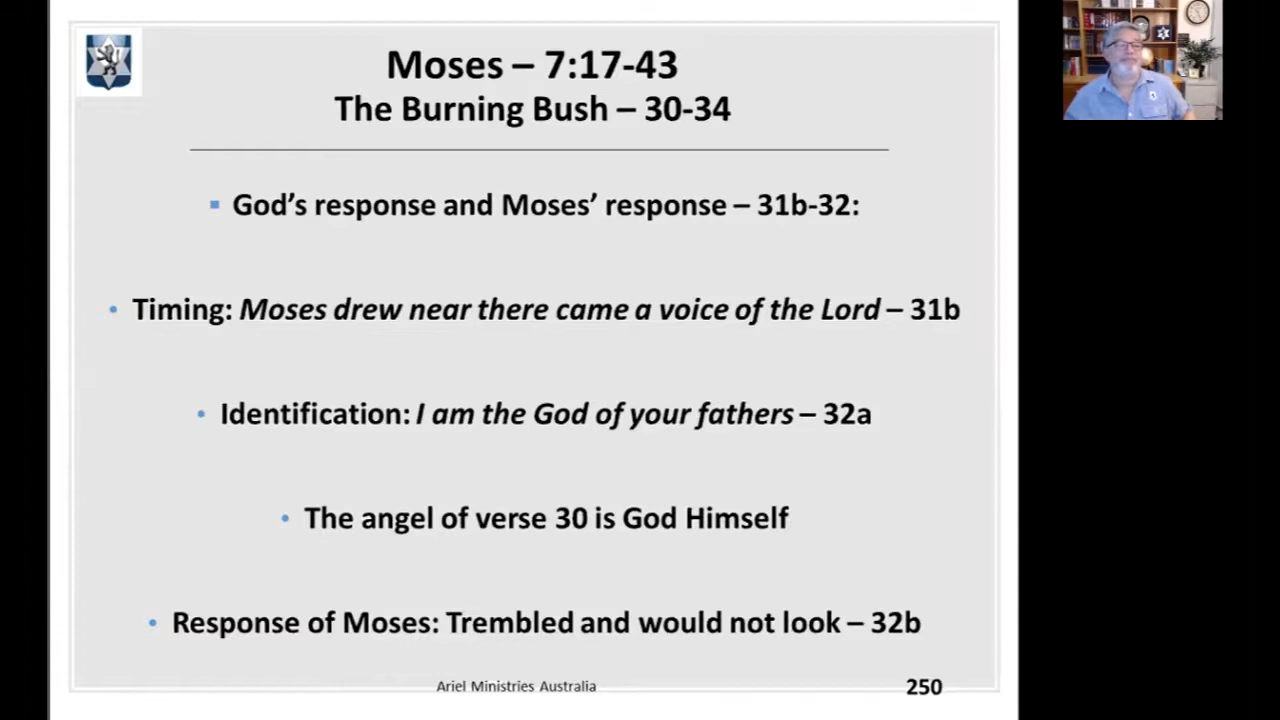 Moses – 7:17-43
The Burning Bush – 30-34
▪ God's response and Moses' response – 31b-32:
• Timing: Moses drew near there came a voice of the Lord – 31b
• Identification: I am the God of your fathers – 32a
• The angel of verse 30 is God Himself
• Response of Moses: Trembled and would not look – 32b
Ariel Ministries Australia
250